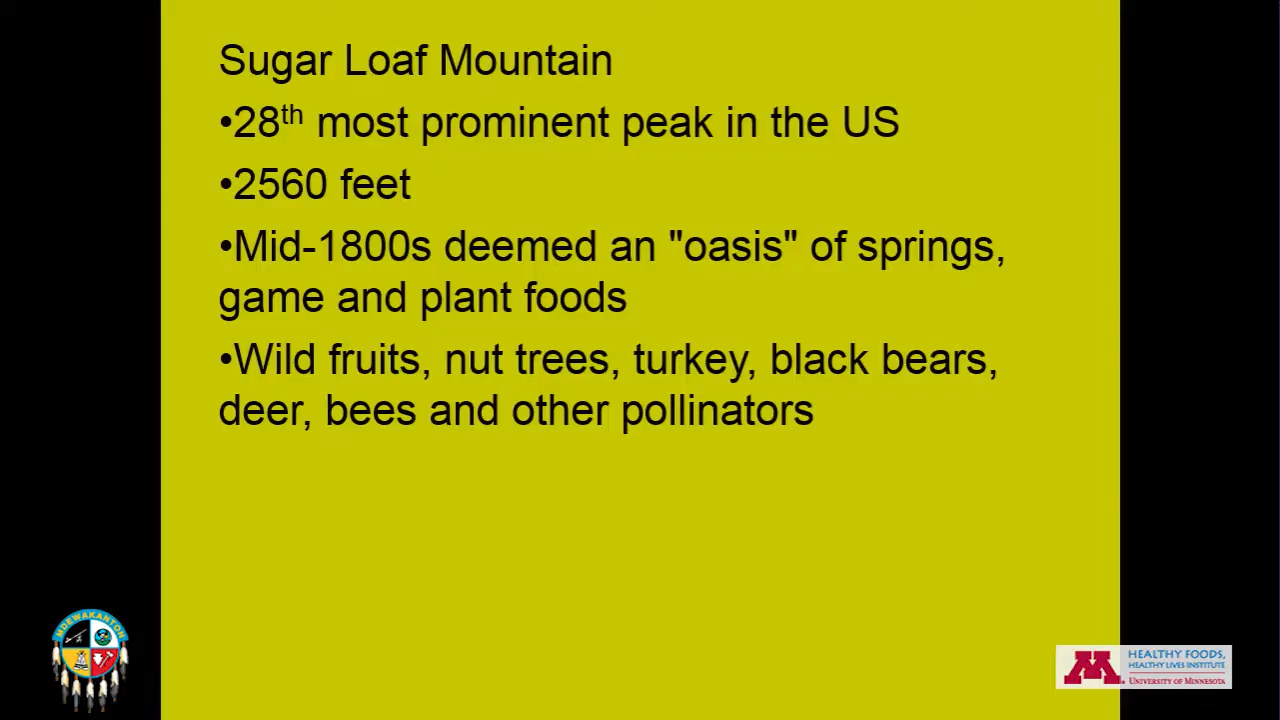 Sugar Loaf Mountain
•28th most prominent peak in the US
•2560 feet
•Mid-1800s deemed an "oasis" of springs,
game and plant foods
•Wild fruits, nut trees, turkey, black bears,
deer, bees and other pollinators
MDEWAKANTON
M.
HEALTHY FOODS,
HEALTHY LIVES INSTITUTE
UNIVERSITY OF MINNESOTA